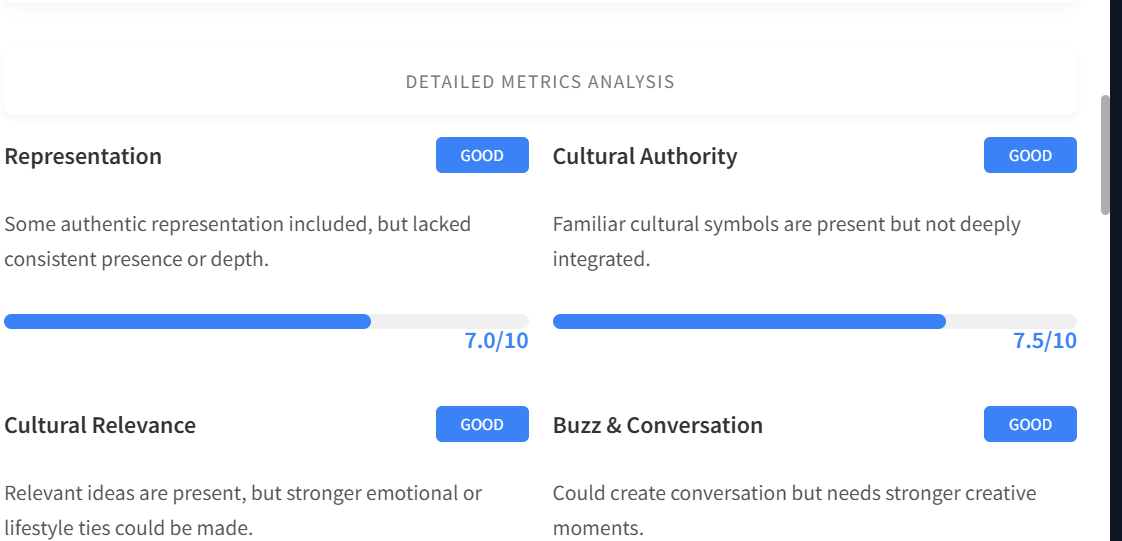 DETAILED METRICS ANALYSIS
Representation
GOOD
Some authentic representation included, but lacked
consistent presence or depth.
7.0/10
Cultural Authority
GOOD
Familiar cultural symbols are present but not deeply
integrated.
7.5/10
Cultural Relevance
GOOD
Relevant ideas are present, but stronger emotional or
lifestyle ties could be made.
Buzz & Conversation
GOOD
Could create conversation but needs stronger creative
moments.